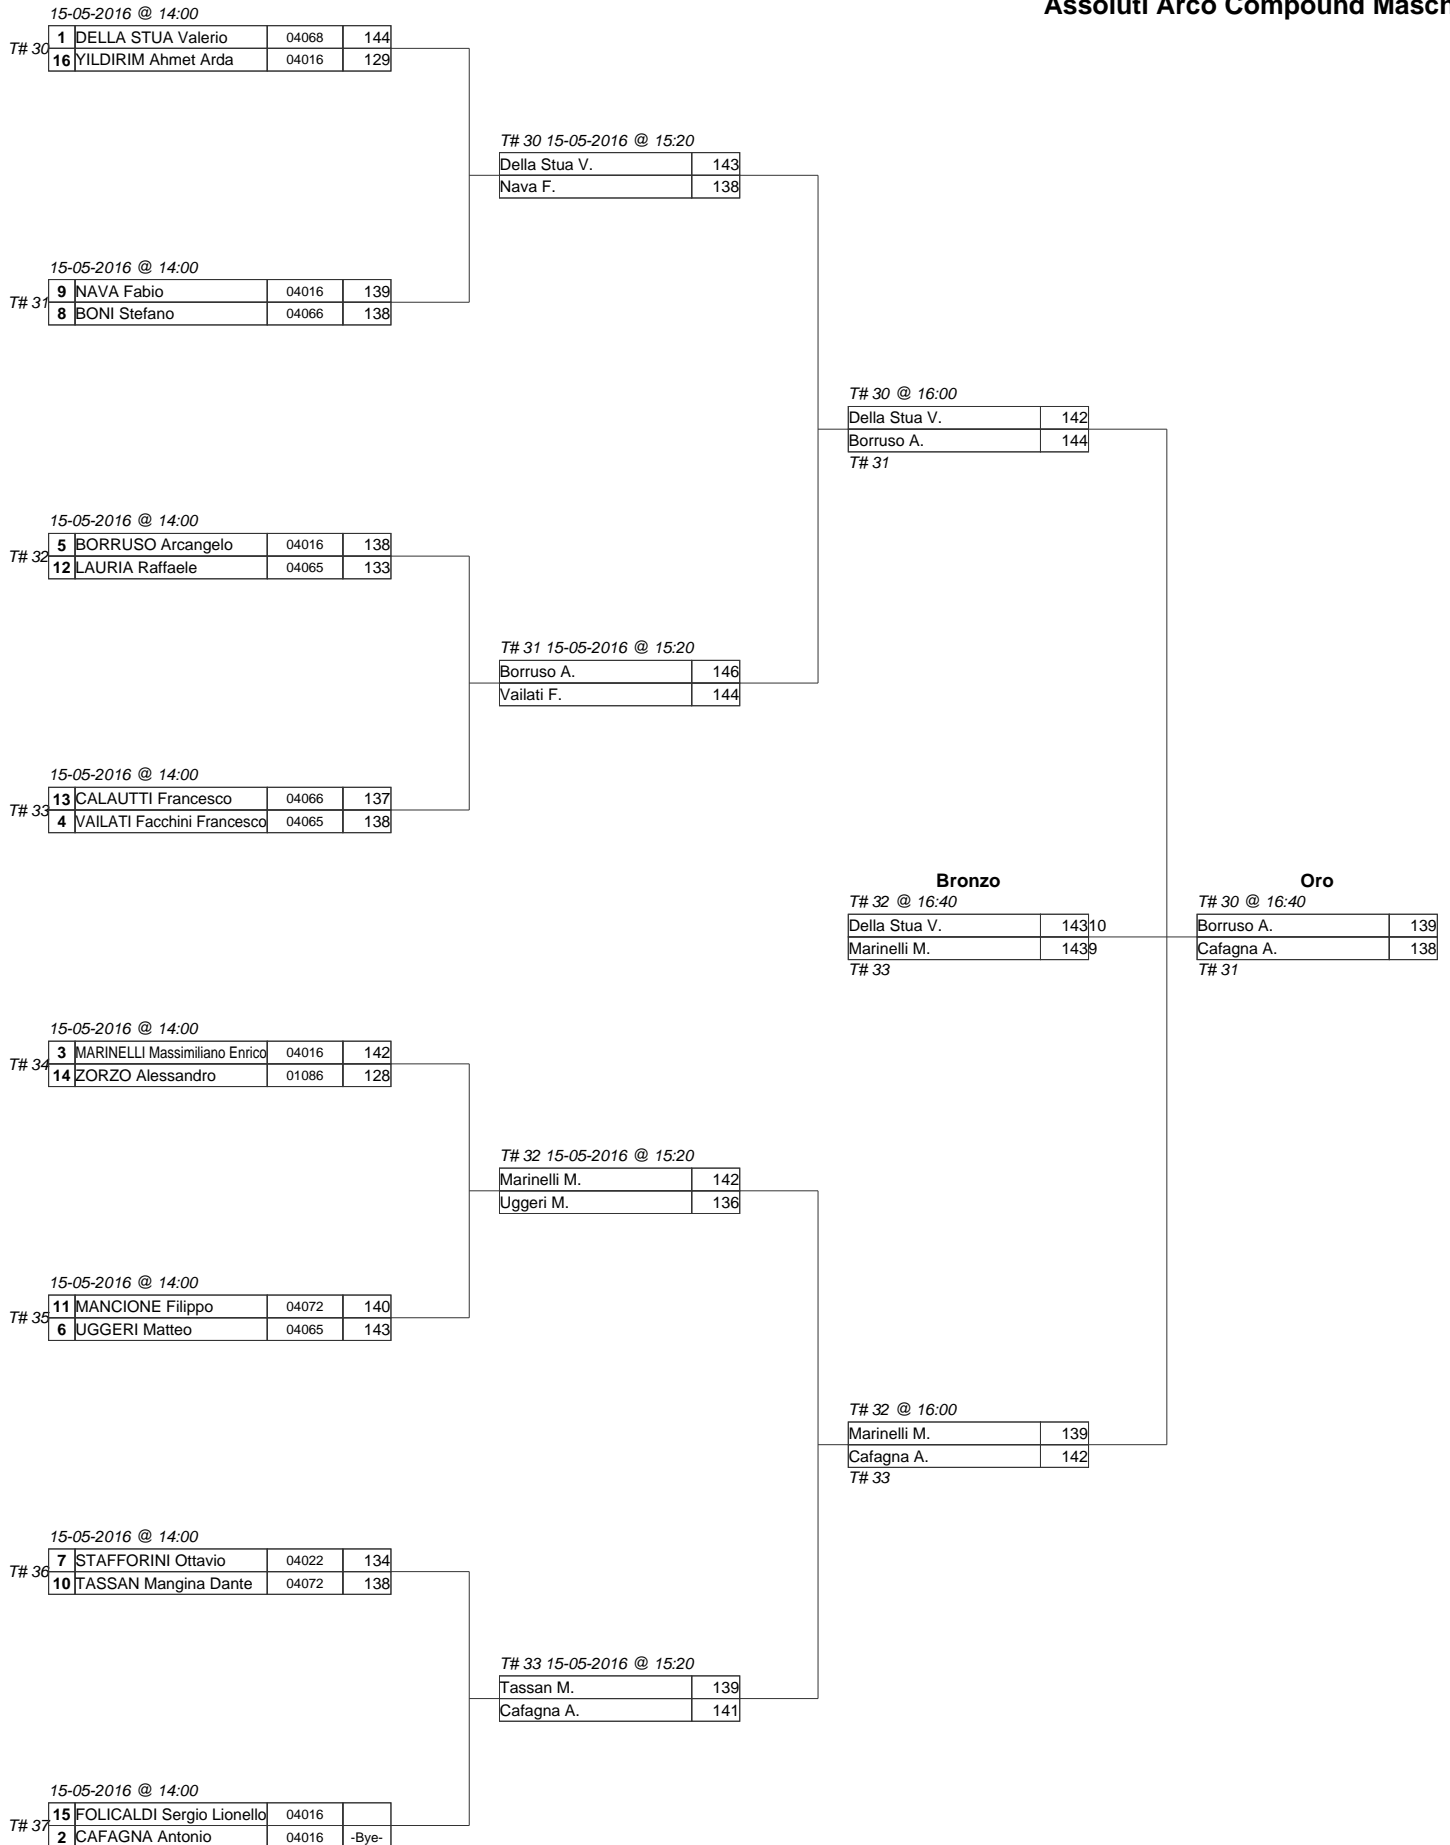 Assoluti Arco Compound Masch
15-05-2016 @ 14:00
T# 30
1 DELLA STUA Valerio 04068 144
16 YILDIRIM Ahmet Arda 04016 129
T# 30 15-05-2016 @ 15:20
Della Stua V. 143
Nava F. 138
15-05-2016 @ 14:00
T# 31
9 NAVA Fabio 04016 139
8 BONI Stefano 04066 138
T# 30 @ 16:00
Della Stua V. 142
Borruso A. 144
T# 31
15-05-2016 @ 14:00
T# 32
5 BORRUSO Arcangelo 04016 138
12 LAURIA Raffaele 04065 133
T# 31 15-05-2016 @ 15:20
Borruso A. 146
Vailati F. 144
15-05-2016 @ 14:00
T# 33
13 CALAUTTI Francesco 04066 137
4 VAILATI Facchini Francesco 04065 138
Bronzo
T# 32 @ 16:40
Della Stua V. 143 10
Marinelli M. 143 9
T# 33
Oro
T# 30 @ 16:40
Borruso A. 139
Cafagna A. 138
T# 31
15-05-2016 @ 14:00
T# 34
3 MARINELLI Massimiliano Enrico 04016 142
14 ZORZO Alessandro 01086 128
T# 32 15-05-2016 @ 15:20
Marinelli M. 142
Uggeri M. 136
15-05-2016 @ 14:00
T# 35
11 MANCIONE Filippo 04072 140
6 UGGERI Matteo 04065 143
T# 32 @ 16:00
Marinelli M. 139
Cafagna A. 142
T# 33
15-05-2016 @ 14:00
T# 36
7 STAFFORINI Ottavio 04022 134
10 TASSAN Mangina Dante 04072 138
T# 33 15-05-2016 @ 15:20
Tassan M. 139
Cafagna A. 141
15-05-2016 @ 14:00
T# 37
15 FOLICALDI Sergio Lionello 04016
2 CAFAGNA Antonio 04016 -Bye-